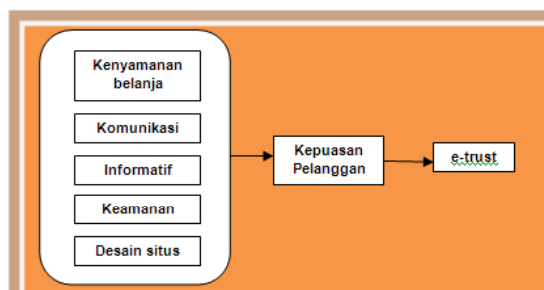 Kenyamanan
belanja
Komunikasi
Informatif
Keamanan
Desain situs
Kepuasan
Pelanggan
e-trust